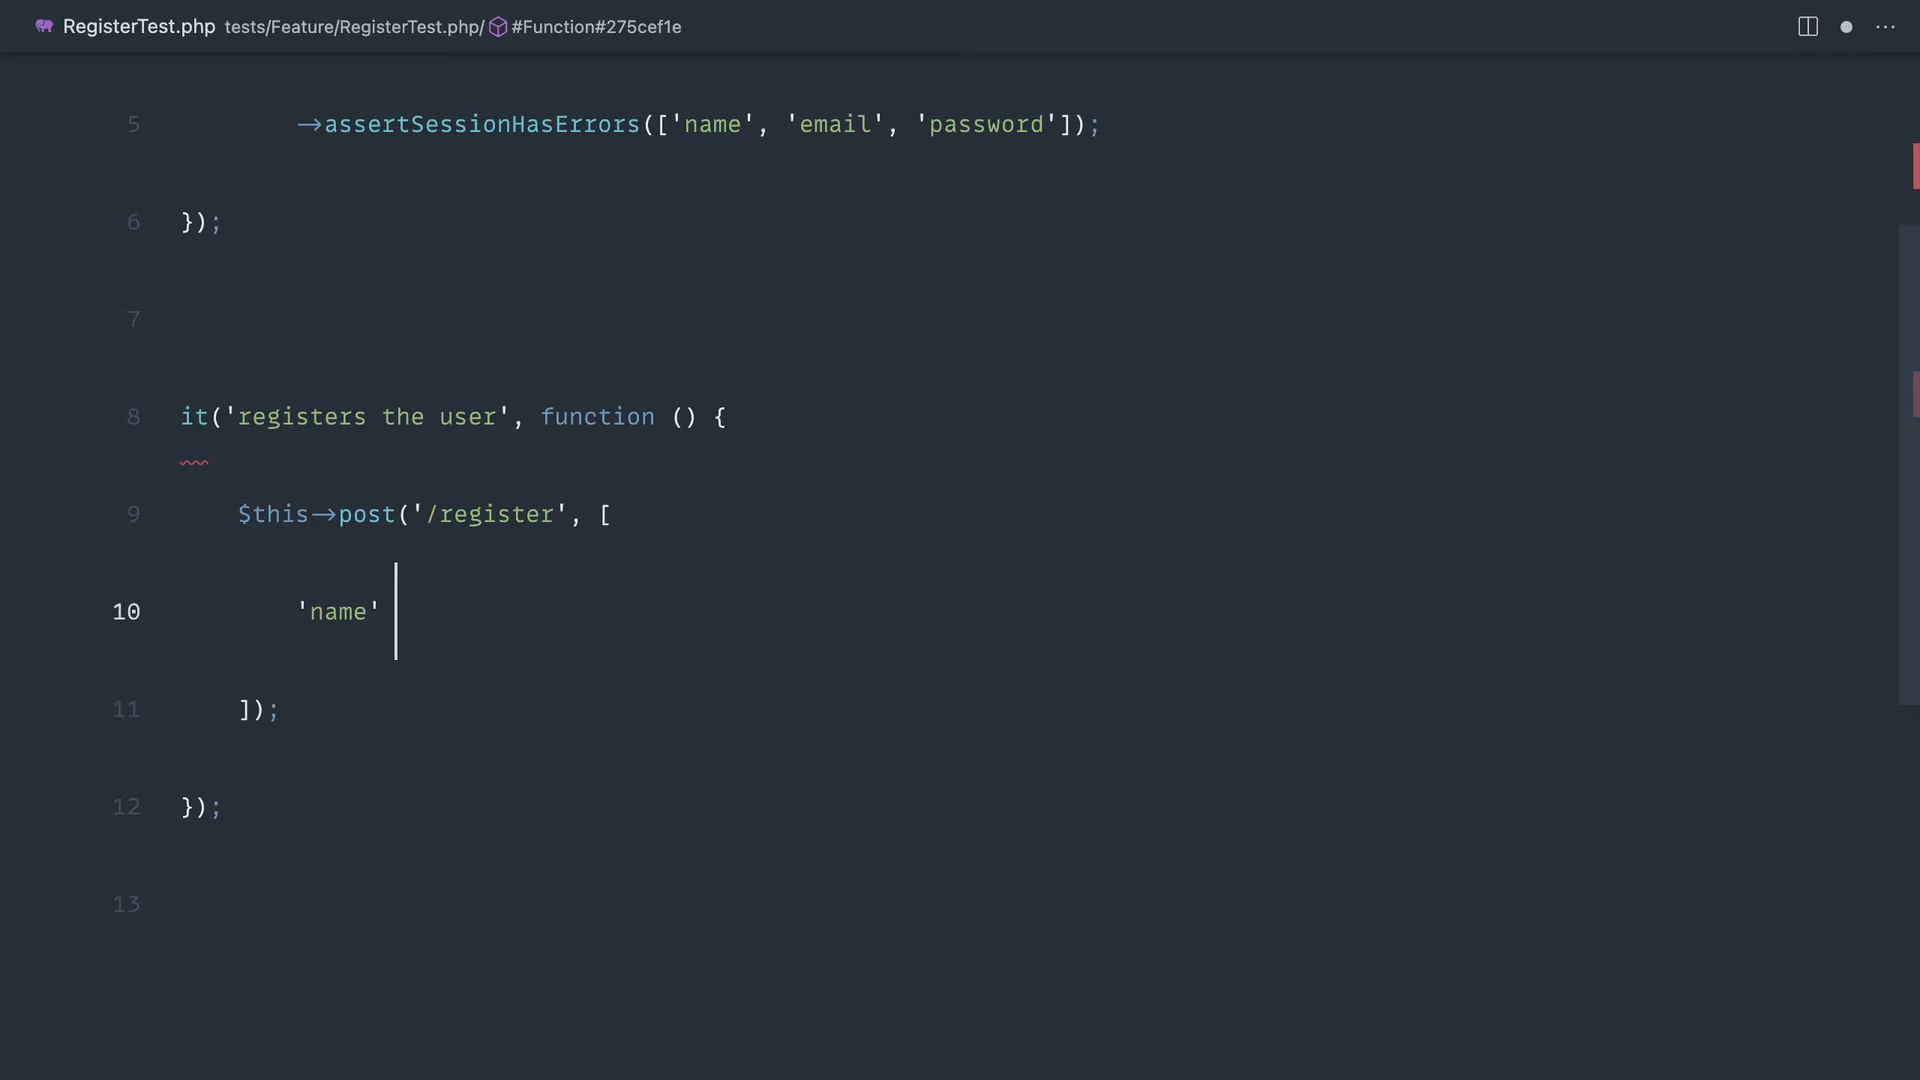 RegisterTest.php tests/Feature/RegisterTest.php/ #Function#275cef1e ...
5 ->assertSessionHasErrors(['name', 'email', 'password']);
6 });
7
8 it('registers the user', function () {
9 $this->post('/register', [
10 'name'
11 ]);
12 });
13